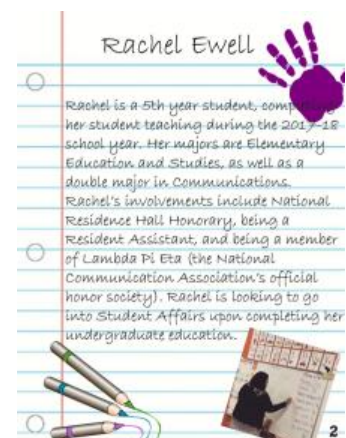 Rachel Ewell
Rachel is a 5th year student, completing
her student teaching during the 2017-18
school year. Her majors are Elementary
Education and Studies, as well as a
double major in Communications.
Rachel's involvements include National
Residence Hall Honorary, being a
Resident Assistant, and being a member
of Lambda Pi Eta (the National
Communication Association's official
honor society). Rachel is looking to go
into Student Affairs upon completing her
undergraduate education.
2